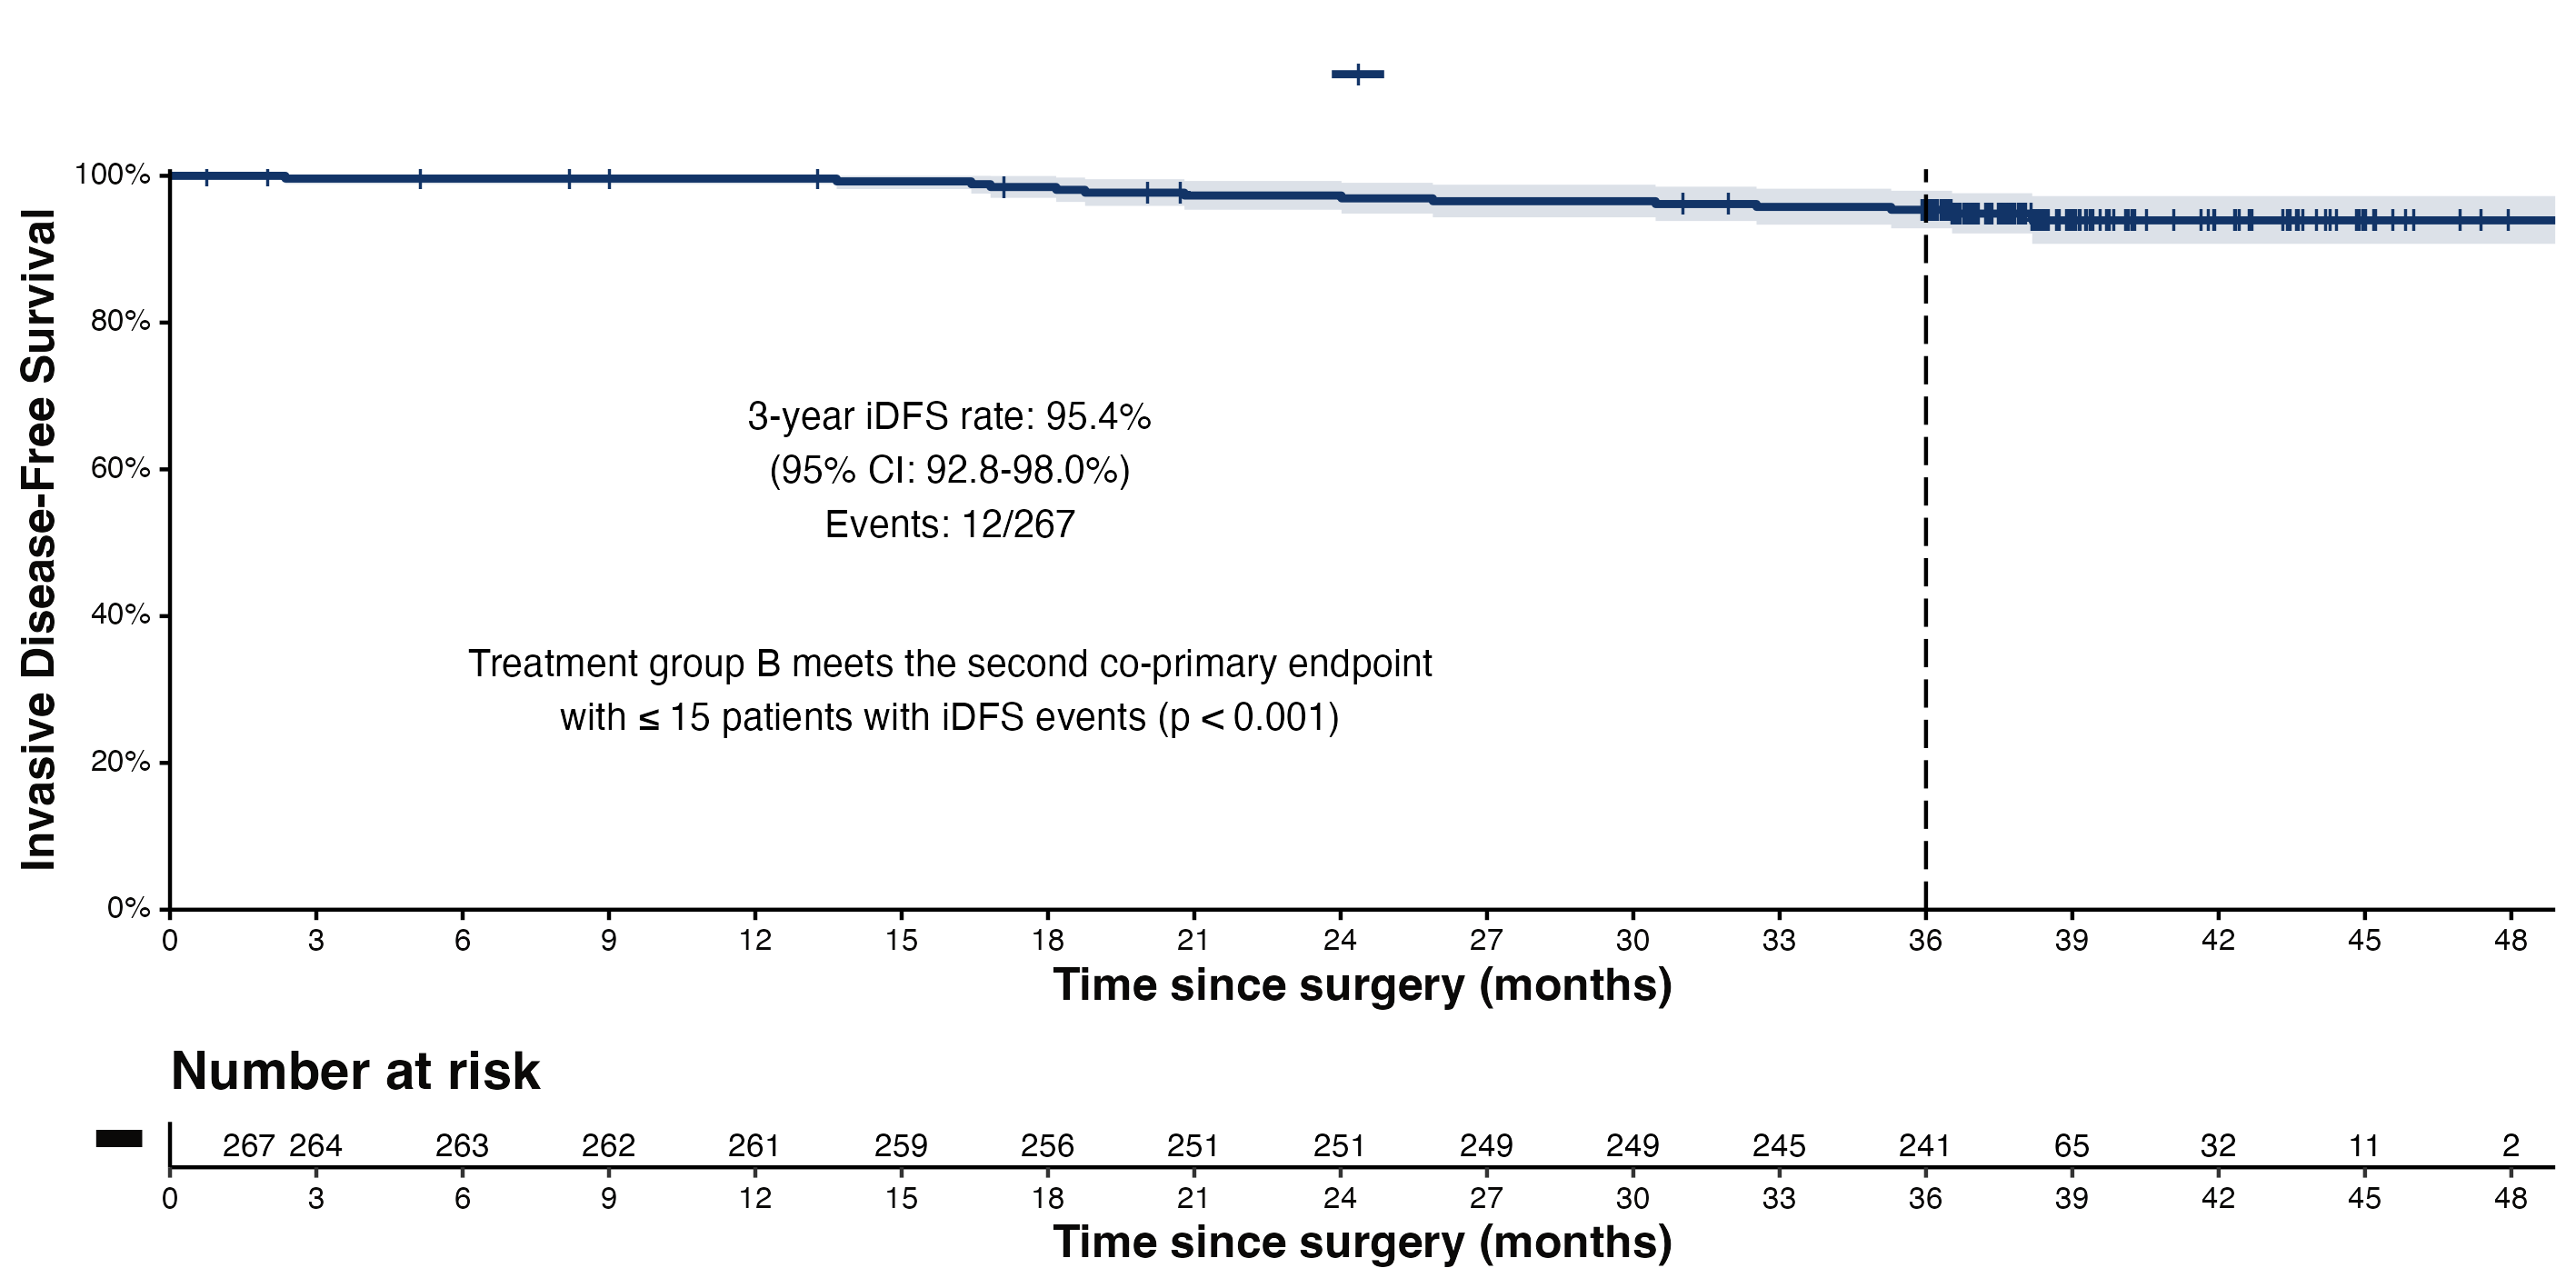 100%
80%
60%
40%
20%
0%
Invasive Disease-Free Survival
3-year iDFS rate: 95.4%
(95% CI: 92.8-98.0%)
Events: 12/267
Treatment group B meets the second co-primary endpoint
with ≤ 15 patients with iDFS events (p < 0.001)
0 3 6 9 12 15 18 21 24 27 30 33 36 39 42 45 48
Time since surgery (months)
Number at risk
267 264 263 262 261 259 256 251 251 249 249 245 241 65 32 11 2
0 3 6 9 12 15 18 21 24 27 30 33 36 39 42 45 48
Time since surgery (months)